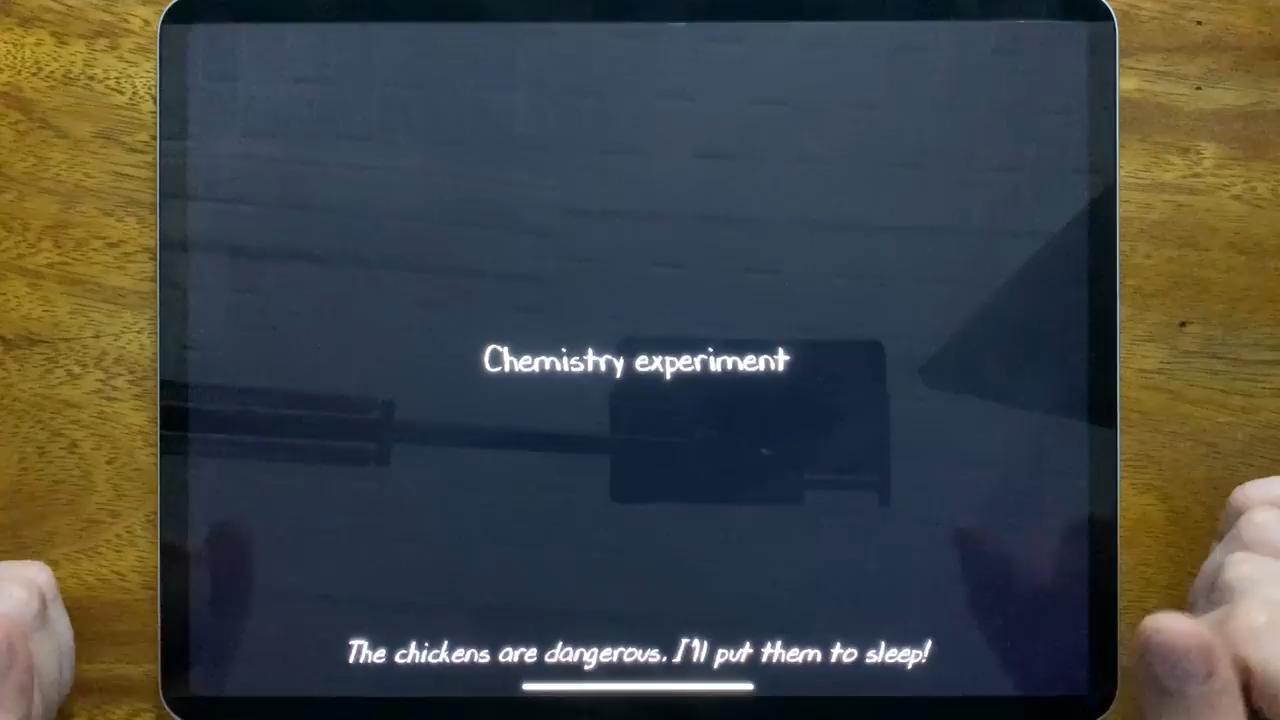 Chemistry experiment
The chickens are dangerous. I'll put them to sleep!